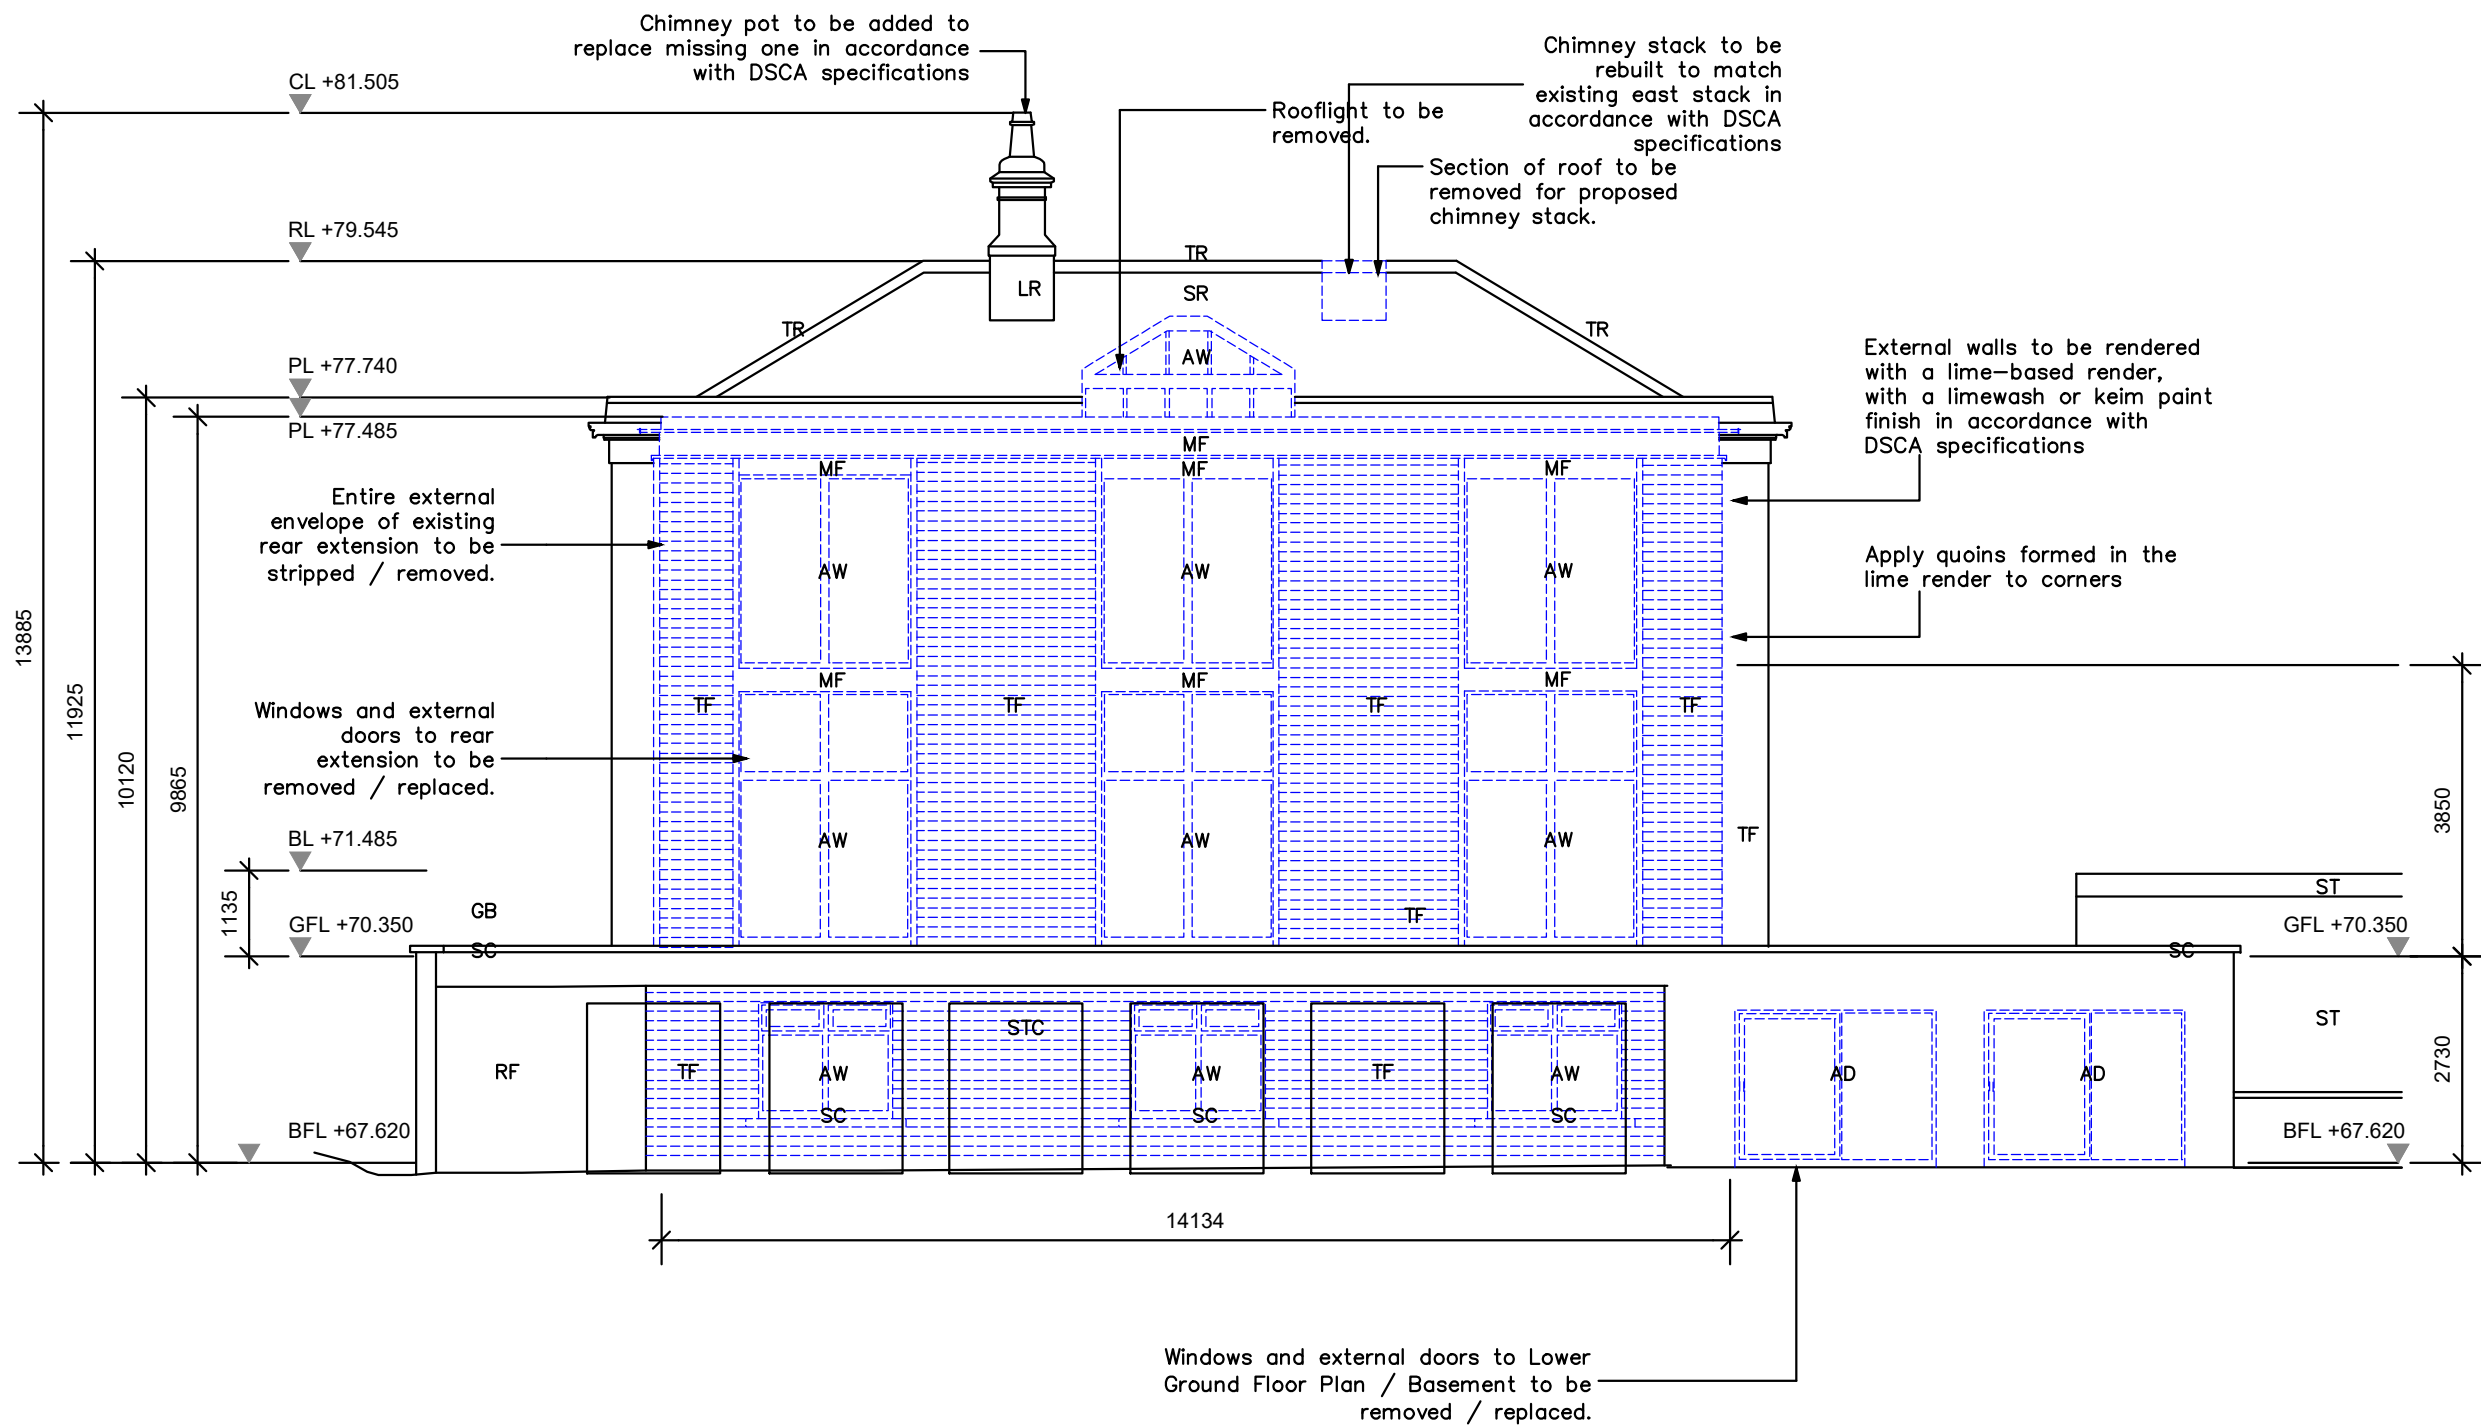 Chimney pot to be added to
replace missing one in accordance
with DSCA specifications
Chimney stack to be
rebuilt to match
existing east stack in
accordance with DSCA
specifications
Rooflight to be
removed.
Section of roof to be
removed for proposed
chimney stack.
CL +81.505
RL +79.545
PL +77.740
PL +77.485
TR
LR
SR
TR
TR
AW
External walls to be rendered
with a lime-based render,
with a limewash or keim paint
finish in accordance with
DSCA specifications
MF
MF
MF
MF
Entire external
envelope of existing
rear extension to be
stripped / removed.
AW
AW
AW
Apply quoins formed in the
lime render to corners
13885
11925
10120
9865
MF
MF
MF
TF
TF
TF
TF
Windows and external
doors to rear
extension to be
removed / replaced.
3850
BL +71.485
AW
AW
AW
TF
1135
GB
TF
ST
GFL +70.350
GFL +70.350
SC
SC
STC
ST
RF
TF
AW
AW
TF
AW
AD
AD
2730
SC
SC
SC
BFL +67.620
BFL +67.620
14134
Windows and external doors to Lower
Ground Floor Plan / Basement to be
removed / replaced.